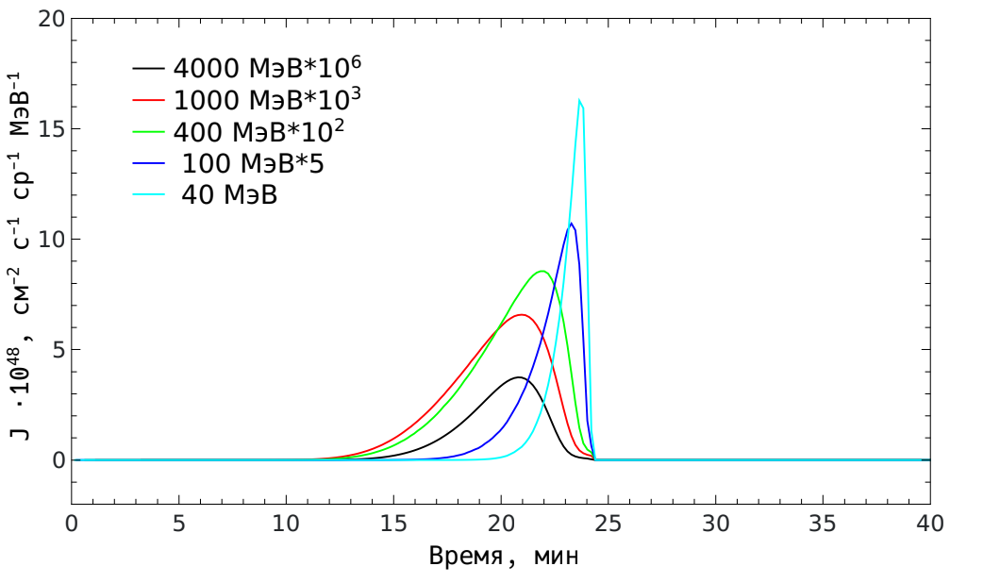 20
15
10
5
0
J ·10⁴⁸, см⁻² с⁻¹ ср⁻¹ МэВ⁻¹
4000 МэВ*10⁶
1000 МэВ*10³
400 МэВ*10²
100 МэВ*5
40 МэВ
0 5 10 15 20 25 30 35 40
Время, мин